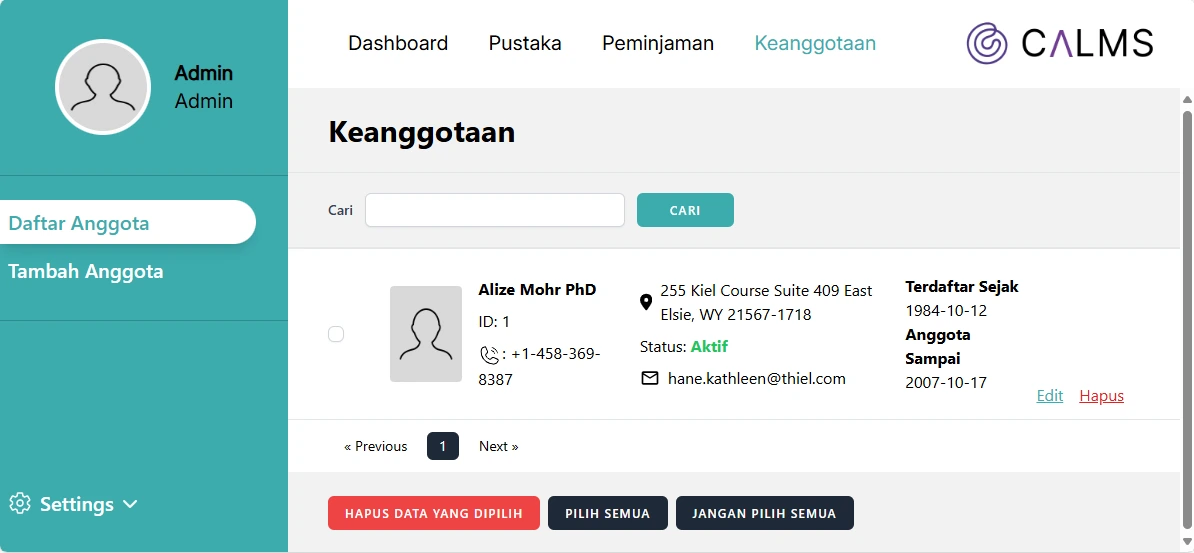 Admin
Admin
Dashboard
Pustaka
Peminjaman
Keanggotaan
CALMS
Daftar Anggota
Tambah Anggota
Settings
Keanggotaan
Cari
CARI
Alize Mohr PhD
ID: 1
: +1-458-369-
8387
255 Kiel Course Suite 409 East
Elsie, WY 21567-1718
Status: Aktif
hane.kathleen@thiel.com
Terdaftar Sejak
1984-10-12
Anggota
Sampai
2007-10-17
Edit
Hapus
« Previous
1
Next »
HAPUS DATA YANG DIPILIH
PILIH SEMUA
JANGAN PILIH SEMUA